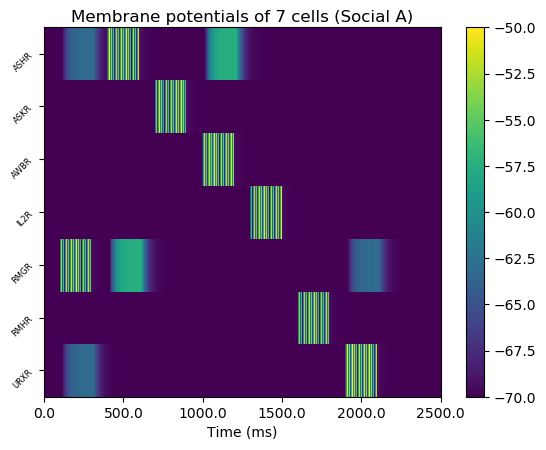 Membrane potentials of 7 cells (Social A)
ASHR
ASKR
AWBR
IL2R
RMGR
RMHR
URXR
0.0 500.0 1000.0 1500.0 2000.0 2500.0
Time (ms)
−50.0
−52.5
−55.0
−57.5
−60.0
−62.5
−65.0
−67.5
−70.0